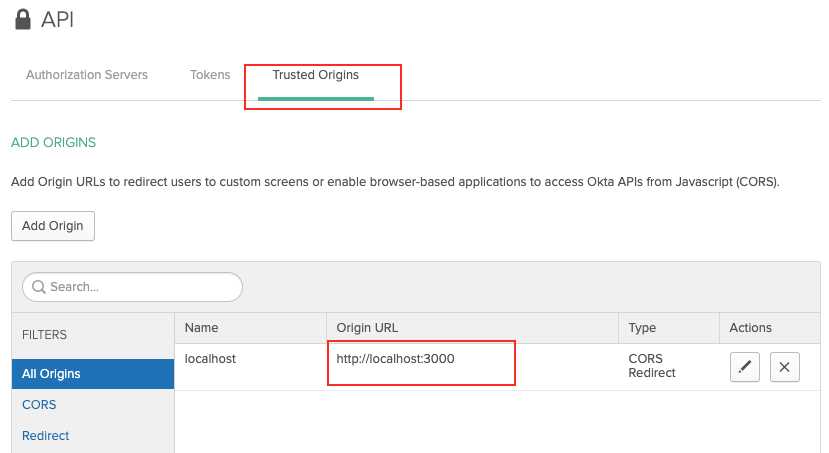 API
Authorization Servers Tokens Trusted Origins
ADD ORIGINS
Add Origin URLs to redirect users to custom screens or enable browser-based applications to access Okta APIs from Javascript (CORS).
Add Origin
Search...
FILTERS
All Origins
CORS
Redirect
Name Origin URL Type Actions
localhost http://localhost:3000 CORS
Redirect